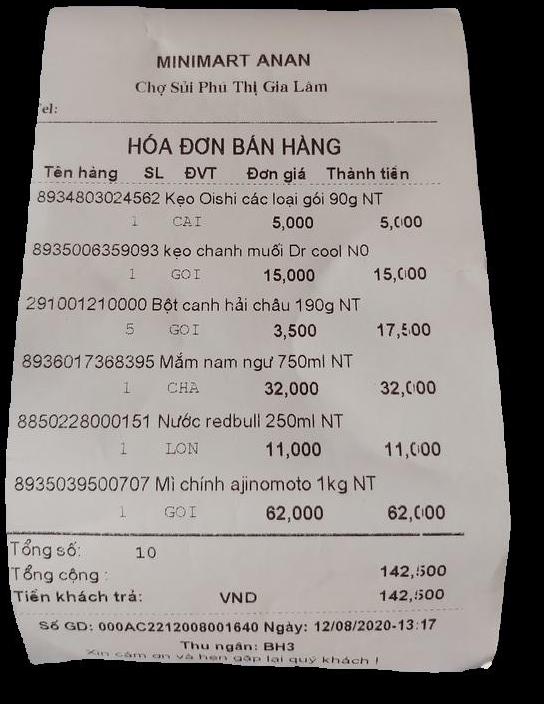 MINIMART ANAN
Chợ Sủi Phú Thị Gia Lâm
el:
HÓA ĐƠN BÁN HÀNG
Tên hàng SL ĐVT Đơn giá Thành tiền
8934803024562 Kẹo Oishi các loại gói 90g NT
1 CAI 5,000 5,000
8935006359093 kẹo chanh muối Dr cool N0
1 GOI 15,000 15,000
291001210000 Bột canh hải châu 190g NT
5 GOI 3,500 17,500
8936017368395 Mắm nam ngư 750ml NT
1 CHA 32,000 32,000
8850228000151 Nước redbull 250ml NT
1 LON 11,000 11,000
8935039500707 Mì chính ajinomoto 1kg NT
1 GOI 62,000 62,000
Tổng số: 10
Tổng cộng : 142,500
Tiền khách trả: VND 142,500
Số GD: 000AC2212008001640 Ngày: 12/08/2020-13:17
Thu ngân: BH3
Xin cảm ơn và hẹn gặp lại quý khách !